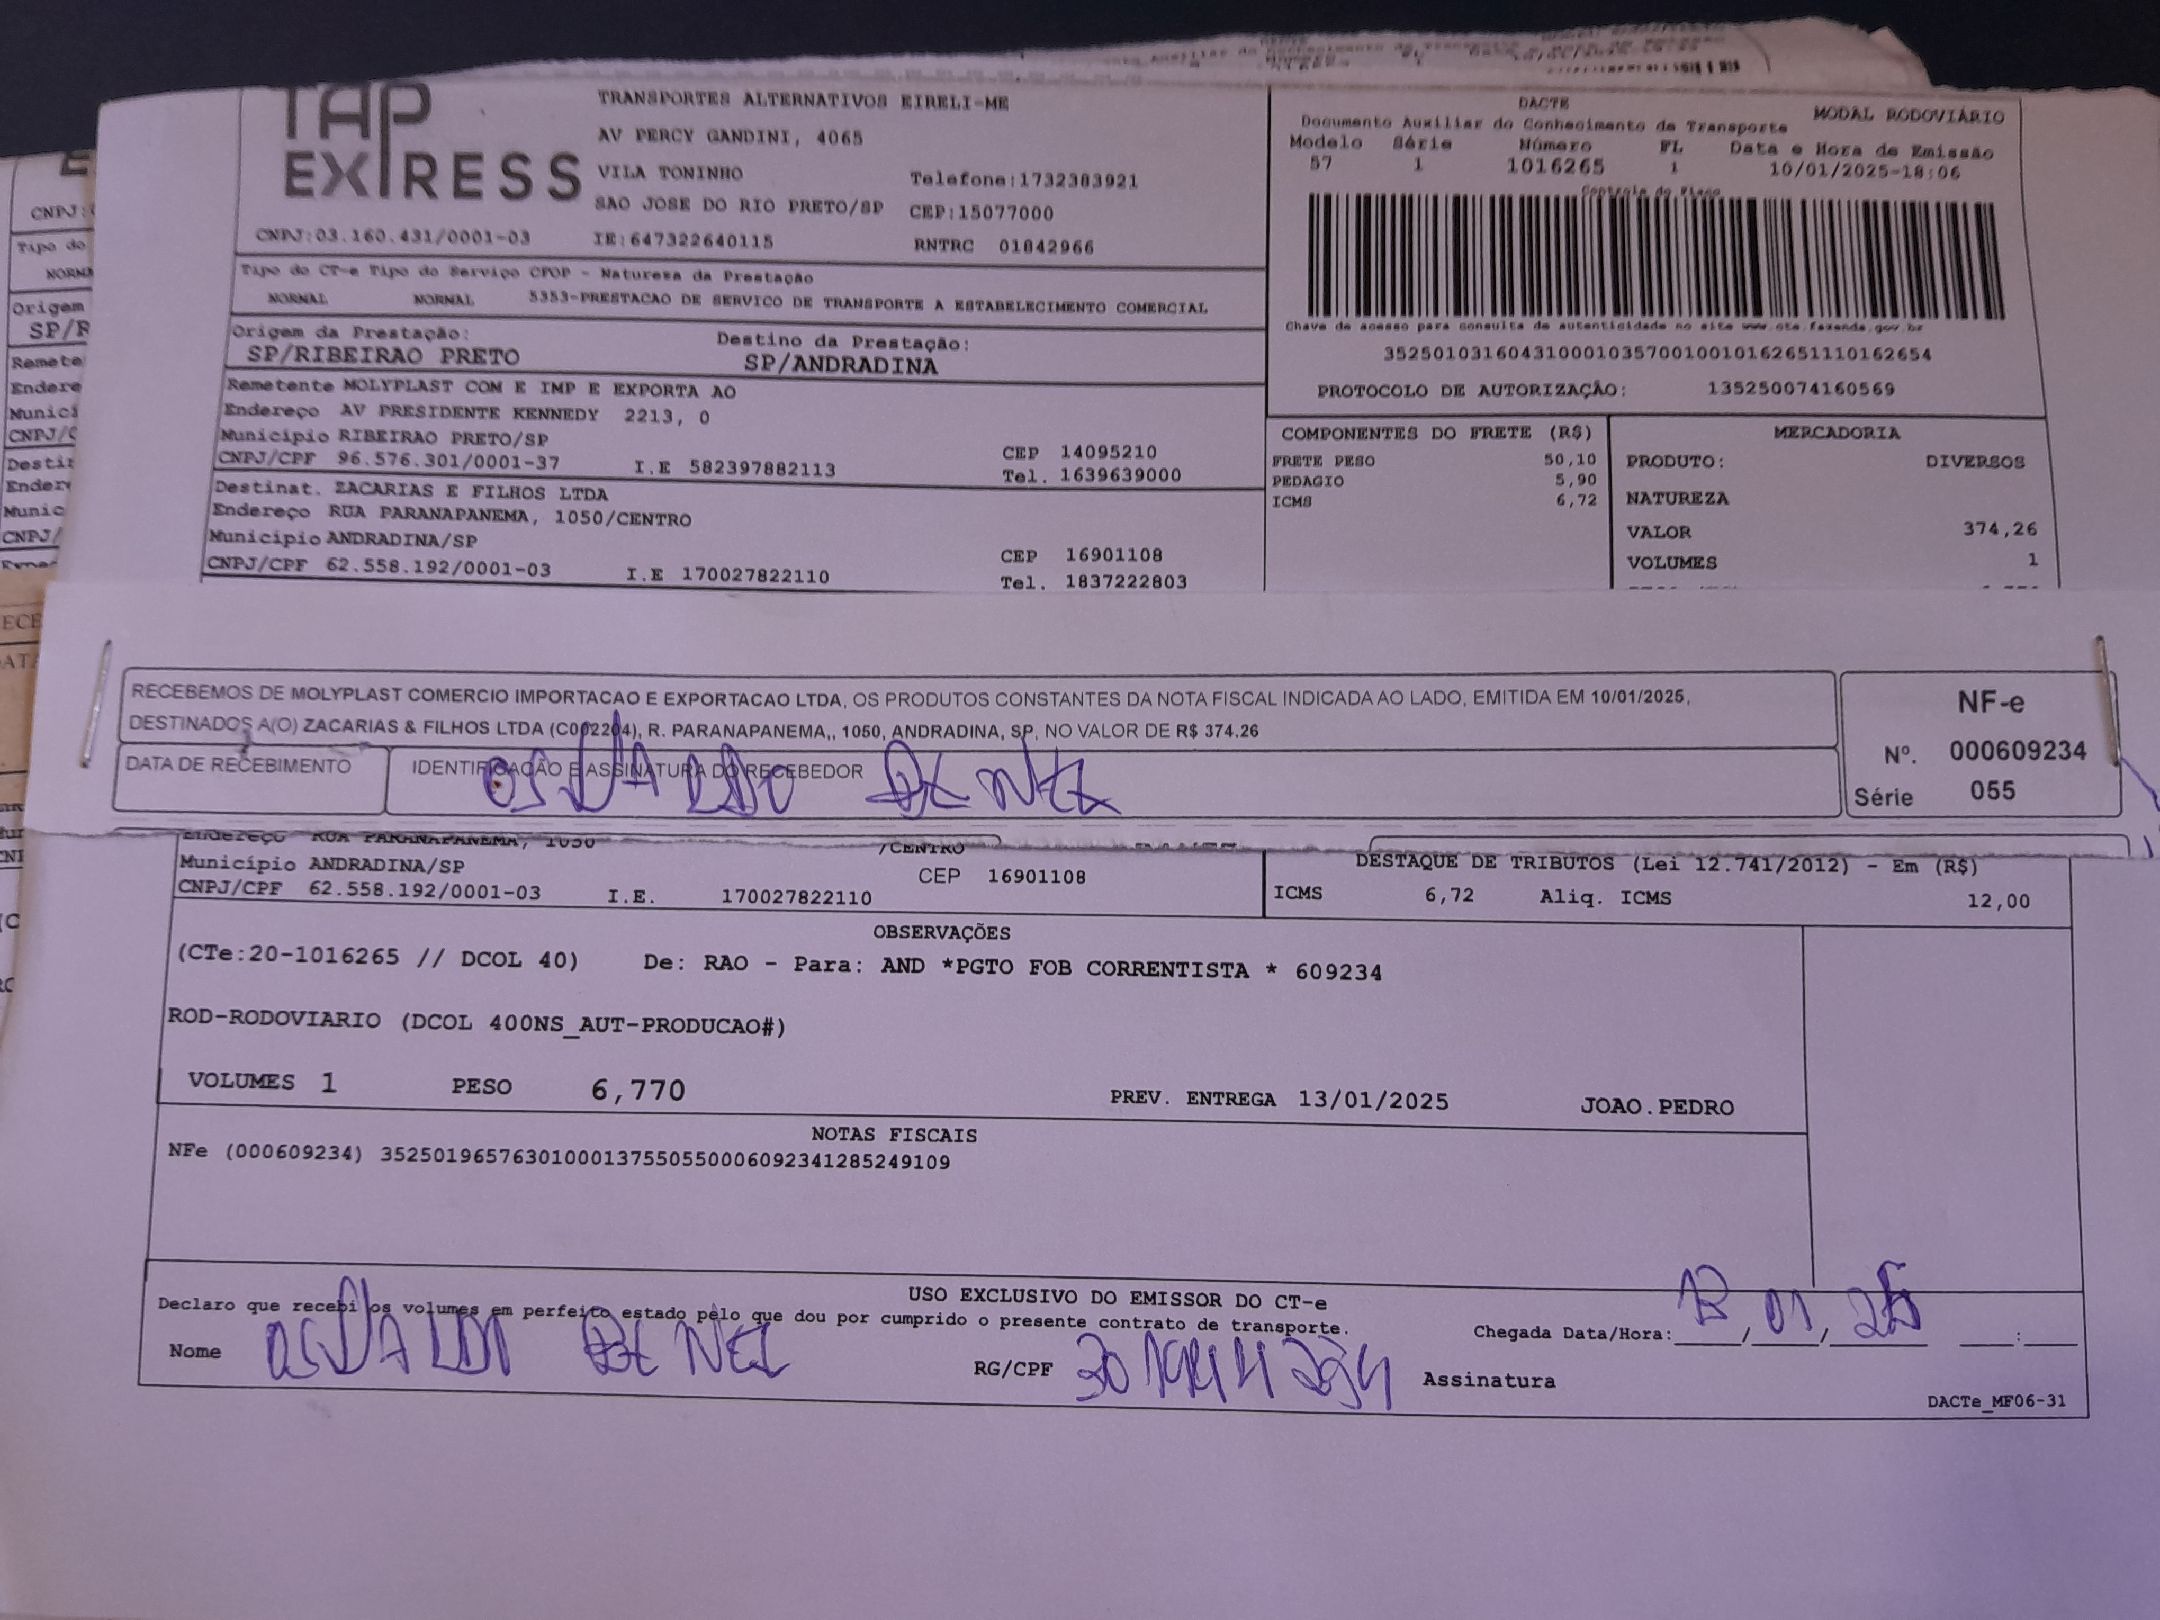 TAP
EXPRESS
TRANSPORTES ALTERNATIVOS EIRELI-ME
AV PERCY GANDINI, 4065
VILA TONINHO Telefone:1732383921
SAO JOSE DO RIO PRETO/SP CEP:15077000
CNPJ:03.160.431/0001-03 IE:647322640115 RNTRC 01842966
DACTE MODAL RODOVIÁRIO
Documento Auxiliar do Conhecimento de Transporte
Modelo Série Número FL Data e Hora de Emissão
57 1 1016265 1 10/01/2025-18:06
Controle do Fisco
Chave de acesso para consulta de autenticidade no site www.cte.fazenda.gov.br
35250103160431000103570010010162651110162654
PROTOCOLO DE AUTORIZAÇÃO: 135250074160569
Tipo do CT-e Tipo do Serviço CFOP - Natureza da Prestação
NORMAL NORMAL 5353-PRESTACAO DE SERVICO DE TRANSPORTE A ESTABELECIMENTO COMERCIAL
Origem da Prestação: Destino da Prestação:
SP/RIBEIRAO PRETO SP/ANDRADINA
Remetente MOLYPLAST COM E IMP E EXPORTA AO
Endereço AV PRESIDENTE KENNEDY 2213, 0
Município RIBEIRAO PRETO/SP CEP 14095210
CNPJ/CPF 96.576.301/0001-37 I.E 582397882113 Tel. 1639639000
Destinat. ZACARIAS E FILHOS LTDA
Endereço RUA PARANAPANEMA, 1050/CENTRO
Município ANDRADINA/SP CEP 16901108
CNPJ/CPF 62.558.192/0001-03 I.E 170027822110 Tel. 1837222803
COMPONENTES DO FRETE (R$)
FRETE PESO 50,10
PEDAGIO 5,90
ICMS 6,72
MERCADORIA
PRODUTO: DIVERSOS
NATUREZA
VALOR 374,26
VOLUMES 1
RECEBEMOS DE MOLYPLAST COMERCIO IMPORTACAO E EXPORTACAO LTDA, OS PRODUTOS CONSTANTES DA NOTA FISCAL INDICADA AO LADO, EMITIDA EM 10/01/2025,
DESTINADOS A(O) ZACARIAS & FILHOS LTDA (C002204), R. PARANAPANEMA,, 1050, ANDRADINA, SP, NO VALOR DE R$ 374.26
DATA DE RECEBIMENTO IDENTIFICAÇÃO E ASSINATURA DO RECEBEDOR
OSVALDO
NF-e
Nº. 000609234
Série 055
Endereço RUA PARANAPANEMA, 1050 /CENTRO
Município ANDRADINA/SP CEP 16901108
CNPJ/CPF 62.558.192/0001-03 I.E. 170027822110
DESTAQUE DE TRIBUTOS (Lei 12.741/2012) - Em (R$)
ICMS 6,72 Aliq. ICMS 12,00
OBSERVAÇÕES
(CTe:20-1016265 // DCOL 40) De: RAO - Para: AND *PGTO FOB CORRENTISTA * 609234
ROD-RODOVIARIO (DCOL 400NS_AUT-PRODUCAO#)
VOLUMES 1 PESO 6,770 PREV. ENTREGA 13/01/2025 JOAO.PEDRO
NOTAS FISCAIS
NFe (000609234) 35250196576301000137550550006092341285249109
USO EXCLUSIVO DO EMISSOR DO CT-e
Declaro que recebi os volumes em perfeito estado pelo que dou por cumprido o presente contrato de transporte.
Chegada Data/Hora: 13/01/25 :
Nome OSVALDO RG/CPF Assinatura
DACTe_MF06-31